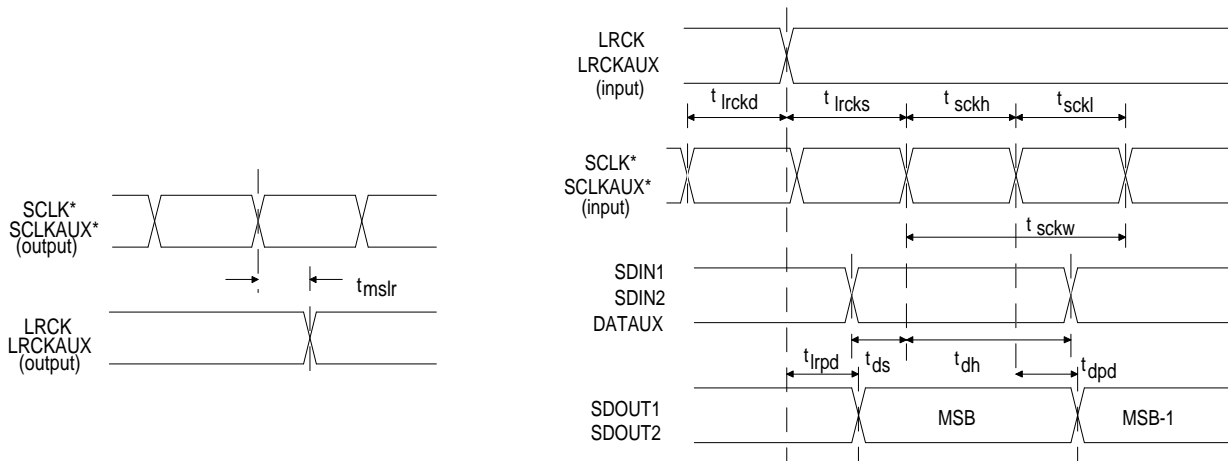 SCLK*
SCLKAUX*
(output)
t mslr
LRCK
LRCKAUX
(output)
LRCK
LRCKAUX
(input)
t lrckd
t lrcks
t sckh
t sckl
SCLK*
SCLKAUX*
(input)
t sckw
SDIN1
SDIN2
DATAUX
t lrpd
t ds
t dh
t dpd
SDOUT1
SDOUT2
MSB
MSB-1